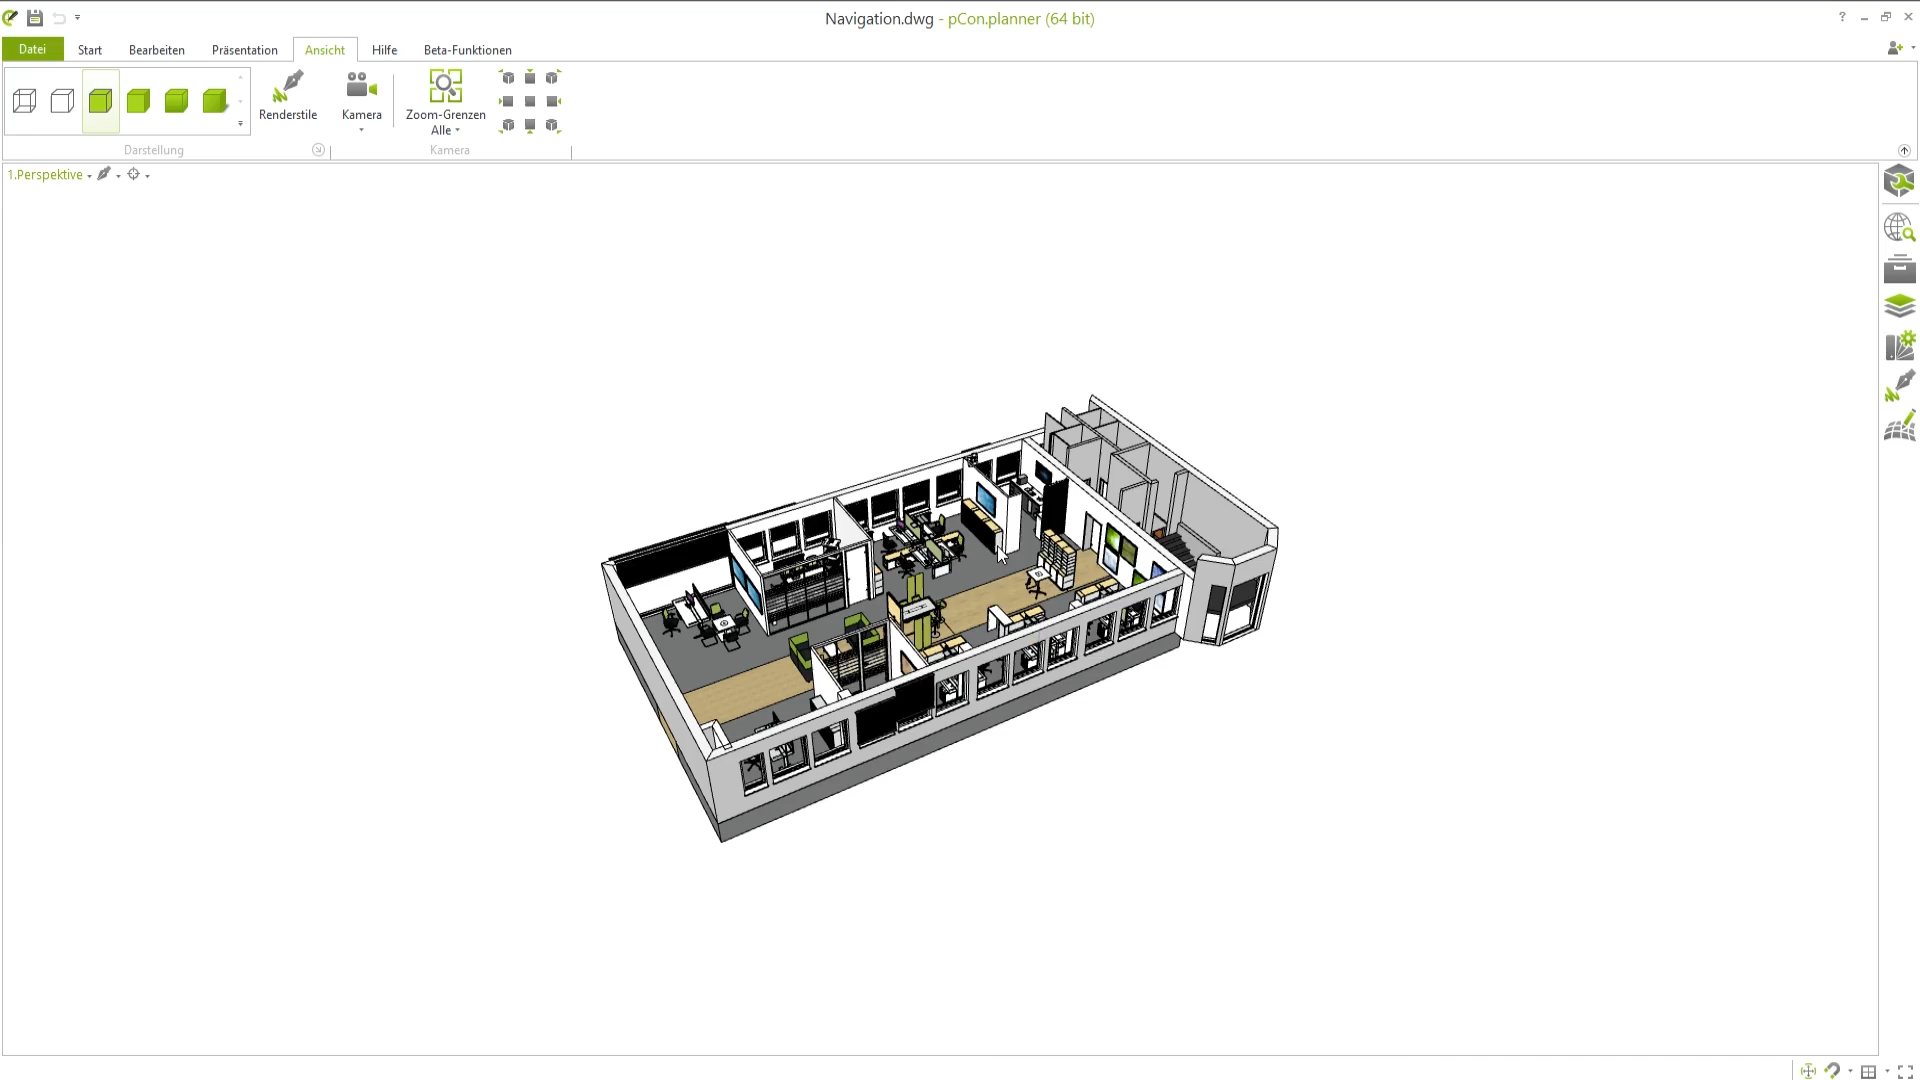 Navigation.dwg - pCon.planner (64 bit)
Datei Start Bearbeiten Präsentation Ansicht Hilfe Beta-Funktionen
Renderstile Kamera Zoom-Grenzen
Alle
Darstellung Kamera
1.Perspektive